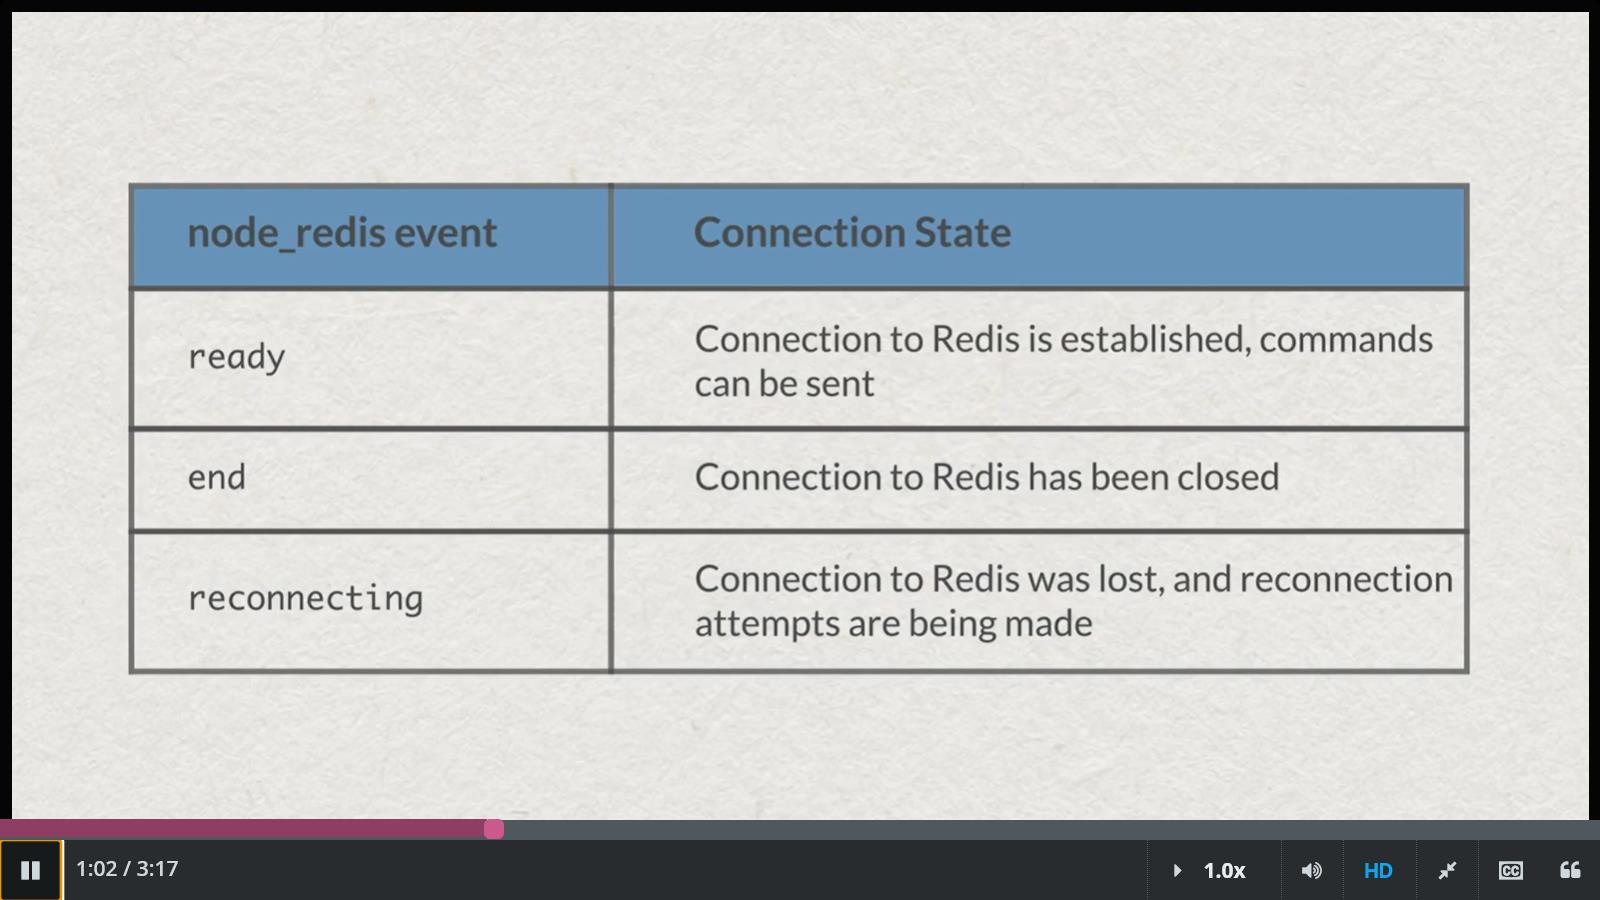 node_redis event
Connection State
ready
Connection to Redis is established, commands
can be sent
end
Connection to Redis has been closed
reconnecting
Connection to Redis was lost, and reconnection
attempts are being made
1:02 / 3:17
1.0x
HD
CC